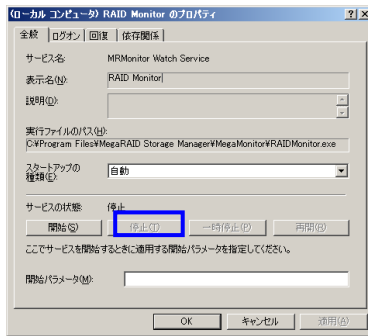 (ローカル コンピュータ) RAID Monitor のプロパティ
全般 ログオン 回復 依存関係
サービス名: MRMonitor Watch Service
表示名(N): RAID Monitor
説明(D):
実行ファイルのパス(H):
C:¥Program Files¥MegaRAID Storage Manager¥MegaMonitor¥RAIDMonitor.exe
スタートアップの
種類(E): 自動
サービスの状態: 停止
開始(S) 停止(T) 一時停止(P) 再開(R)
ここでサービスを開始するときに適用する開始パラメータを指定してください。
開始パラメータ(M):
OK キャンセル 適用(A)